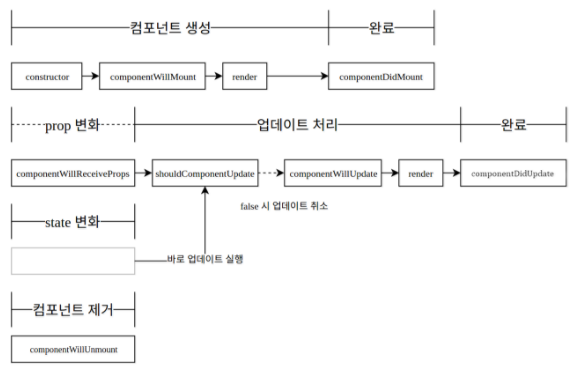 컴포넌트 생성 완료
constructor componentWillMount render componentDidMount
prop 변화 업데이트 처리 완료
componentWillReceiveProps shouldComponentUpdate componentWillUpdate render componentDidUpdate
false 시 업데이트 취소
state 변화
바로 업데이트 실행
컴포넌트 제거
componentWillUnmount